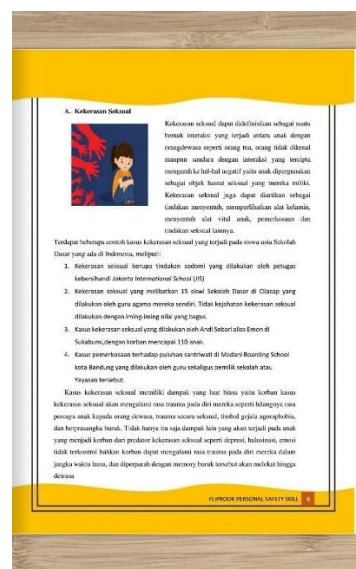 A. Kekerasan Seksual
Kekerasan seksual dapat didefinisikan sebagai suatu
bentuk interaksi yang terjadi antara anak dengan
orangdewasa seperti orang tua, orang tidak dikenal
maupun saudara dengan interaksi yang tercipta
mengarah ke hal-hal negatif yaitu anak dipergunakan
sebagai objek hasrat seksual yang mereka miliki.
Kekerasan seksual juga dapat diartikan sebagai
tindakan menyentuh, memperlihatkan alat kelamin,
menyentuh alat vital anak, pemerkosaan dan
tindakan seksual lainnya.
Terdapat beberapa contoh kasus kekerasan seksual yang terjadi pada siswa usia Sekolah
Dasar yang ada di Indonesia, meliputi:
1. Kekerasan seksual berupa tindakan sodomi yang dilakukan oleh petugas
kebersihandi Jakarta International School (JIS)
2. Kekerasan seksual yang melibatkan 15 siswi Sekolah Dasar di Cilacap yang
dilakukan oleh guru agama mereka sendiri. Tidak kejahatan kekerasan seksual
dilakukan dengan iming-iming nilai yang bagus.
3. Kasus kekerasan seksual yang dilakukan oleh Andi Sobari alias Emon di
Sukabumi,dengan korban mencapai 110 anak.
4. Kasus pemerkosaan terhadap puluhan santriwati di Madani Boarding School
kota Bandung yang dilakukan oleh guru sekaligus pemilik sekolah atau
Yayasan tersebut.
Kasus kekerasan seksual memiliki dampak yang luar biasa yaitu korban kasus
kekerasan seksual akan mengalami rasa trauma pada diri mereka seperti hilangnya rasa
percaya anak kepada orang dewasa, trauma secara seksual, timbul gejala agoraphobia,
dan berprasangka buruk. Tidak hanya itu saja dampak lain yang akan terjadi pada anak
yang menjadi korban dari predator kekerasan seksual seperti depresi, halusinasi, emosi
tidak terkontrol bahkan korban dapat mengalami rasa trauma pada diri mereka dalam
jangka waktu lama, dan diperparah dengan memory buruk tersebut akan melekat hingga
dewasa
FLIPBOOK PERSONAL SAFETY SKILL 6